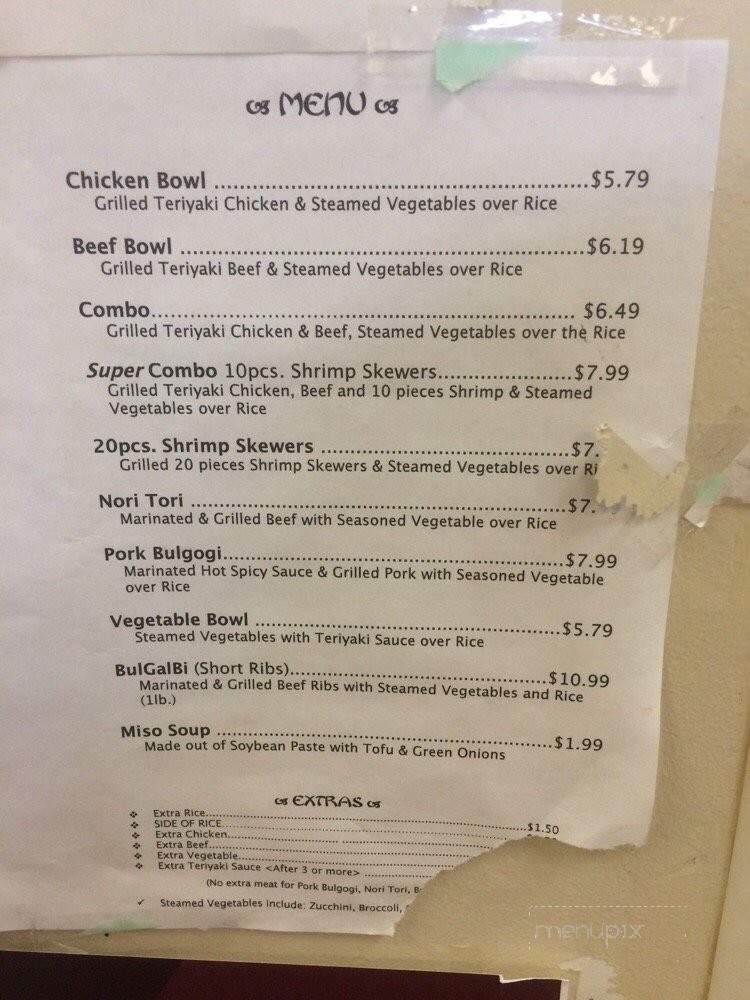 MENU
Chicken Bowl ........................................................$5.79
Grilled Teriyaki Chicken & Steamed Vegetables over Rice
Beef Bowl ............................................................$6.19
Grilled Teriyaki Beef & Steamed Vegetables over Rice
Combo............................................................... $6.49
Grilled Teriyaki Chicken & Beef, Steamed Vegetables over the Rice
Super Combo 10pcs. Shrimp Skewers....................$7.99
Grilled Teriyaki Chicken, Beef and 10 pieces Shrimp & Steamed
Vegetables over Rice
20pcs. Shrimp Skewers .....................................$7.
Grilled 20 pieces Shrimp Skewers & Steamed Vegetables over Ri
Nori Tori ........................................................$7.
Marinated & Grilled Beef with Seasoned Vegetable over Rice
Pork Bulgogi...................................................$7.99
Marinated Hot Spicy Sauce & Grilled Pork with Seasoned Vegetable
over Rice
Vegetable Bowl ..............................................$5.79
Steamed Vegetables with Teriyaki Sauce over Rice
BulGalBi (Short Ribs).......................................$10.99
Marinated & Grilled Beef Ribs with Steamed Vegetables and Rice
(1lb.)
Miso Soup ....................................................$1.99
Made out of Soybean Paste with Tofu & Green Onions
EXTRAS
Extra Rice.......................................................................$1.50
SIDE OF RICE
Extra Chicken
Extra Beef
Extra Vegetable
Extra Teriyaki Sauce <After 3 or more>
(No extra meat for Pork Bulgogi, Nori Tori, B
Steamed Vegetables include: Zucchini, Broccoli,
menupix